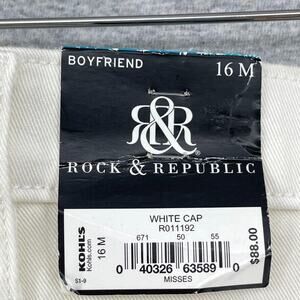 BOYFRIEND 16 M
R&R
ROCK & REPUBLIC
WHITE CAP
R011192
671 50 55
KOHL'S
Kohls.com
16 M
$88.00
0 40326 63589 0
S1-9
MISSES